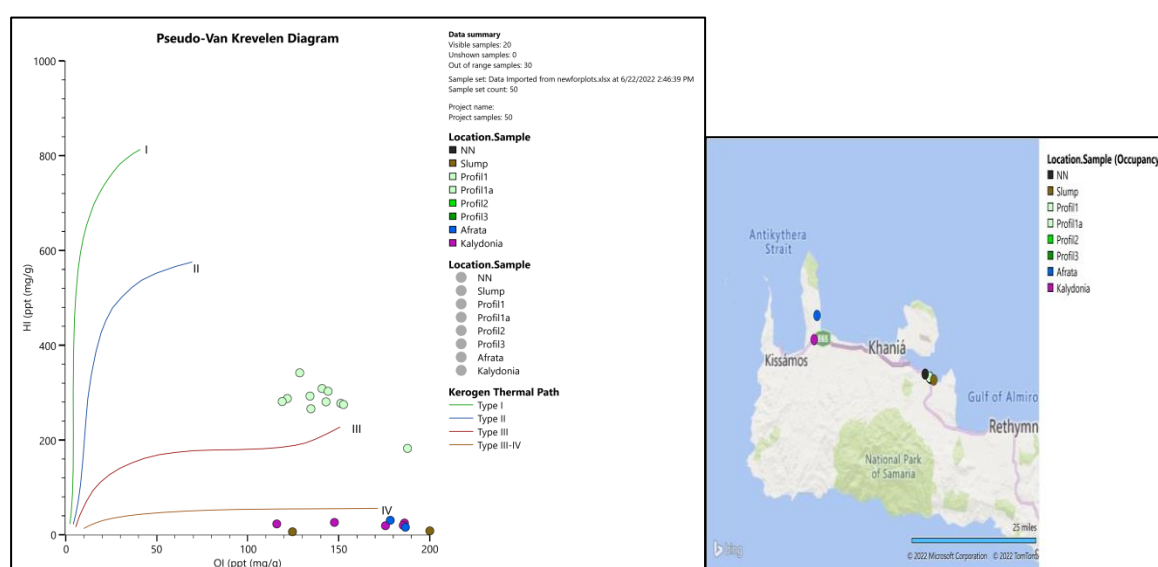 Pseudo-Van Krevelen Diagram
Data summary
Visible samples: 20
Unshown samples: 0
Out of range samples: 30
Sample set: Data Imported from newforplots.xlsx at 6/22/2022 2:46:39 PM
Sample set count: 50
Project name:
Project samples: 50
Location.Sample
NN
Slump
Profil1
Profil1a
Profil2
Profil3
Afrata
Kalydonia
Location.Sample
NN
Slump
Profil1
Profil1a
Profil2
Profil3
Afrata
Kalydonia
Kerogen Thermal Path
Type I
Type II
Type III
Type III-IV
HI (ppt (mg/g)
1000
800
600
400
200
0
I
II
III
IV
0 50 100 150 200
OI (ppt (mg/g)
Location.Sample (Occupancy
NN
Slump
Profil1
Profil1a
Profil2
Profil3
Afrata
Kalydonia
Antikythera
Strait
Kissámos
Khaniá
Gulf of Almiro
Rethymn
National Park
of Samaria
25 miles
bing
© 2022 Microsoft Corporation © 2022 TomTom